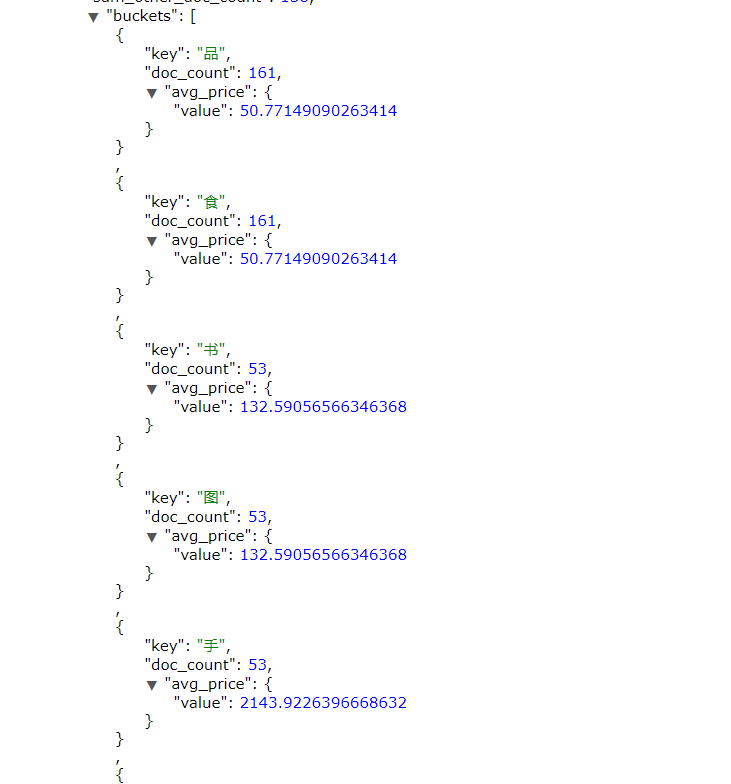 "buckets": [
{
"key": "品",
"doc_count": 161,
"avg_price": {
"value": 50.77149090263414
}
}
,
{
"key": "食",
"doc_count": 161,
"avg_price": {
"value": 50.77149090263414
}
}
,
{
"key": "书",
"doc_count": 53,
"avg_price": {
"value": 132.59056566346368
}
}
,
{
"key": "图",
"doc_count": 53,
"avg_price": {
"value": 132.59056566346368
}
}
,
{
"key": "手",
"doc_count": 53,
"avg_price": {
"value": 2143.9226396668632
}
}
,
{